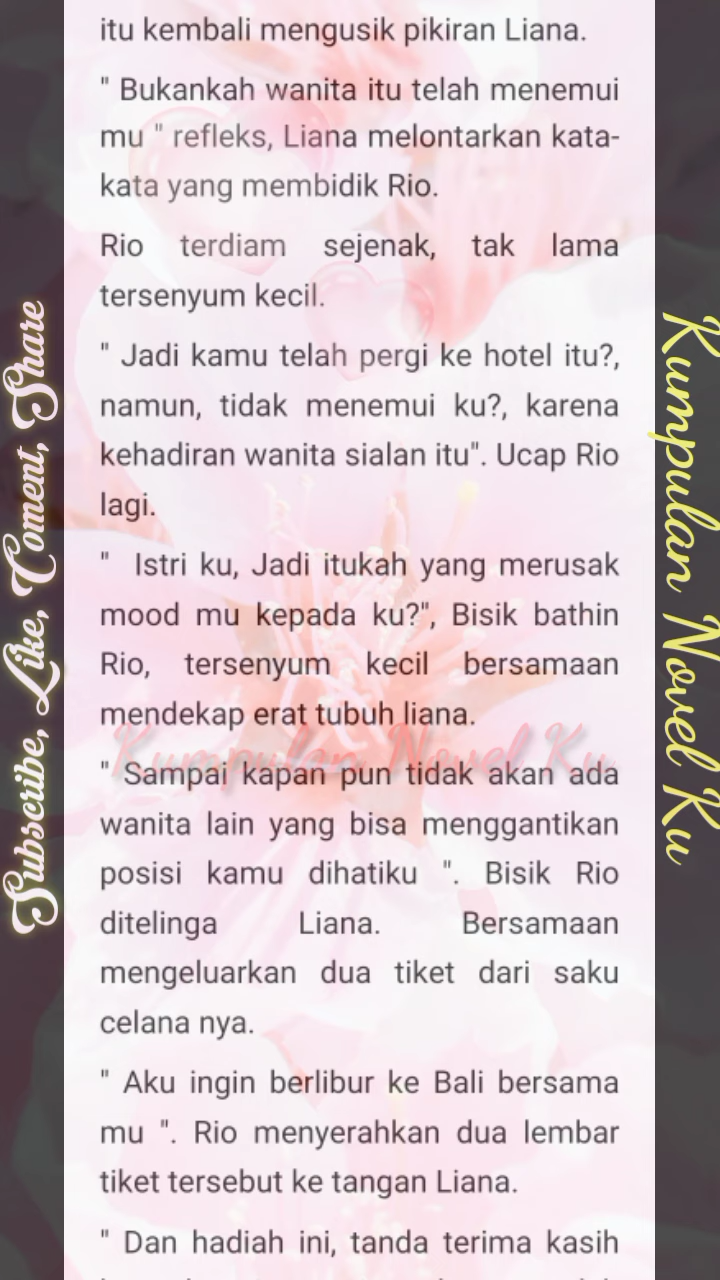 itu kembali mengusik pikiran Liana.
" Bukankah wanita itu telah menemui
mu " refleks, Liana melontarkan kata-
kata yang membidik Rio.
Rio terdiam sejenak, tak lama
tersenyum kecil.
" Jadi kamu telah pergi ke hotel itu?,
namun, tidak menemui ku?, karena
kehadiran wanita sialan itu". Ucap Rio
lagi.
" Istri ku, Jadi itukah yang merusak
mood mu kepada ku?", Bisik bathin
Rio, tersenyum kecil bersamaan
mendekap erat tubuh liana.
Kumpulan Novel Ku
" Sampai kapan pun tidak akan ada
wanita lain yang bisa menggantikan
posisi kamu dihatiku ". Bisik Rio
ditelinga Liana. Bersamaan
mengeluarkan dua tiket dari saku
celana nya.
" Aku ingin berlibur ke Bali bersama
mu ". Rio menyerahkan dua lembar
tiket tersebut ke tangan Liana.
" Dan hadiah ini, tanda terima kasih
Subscribe, Like, Coment, Share
Kumpulan Novel Ku